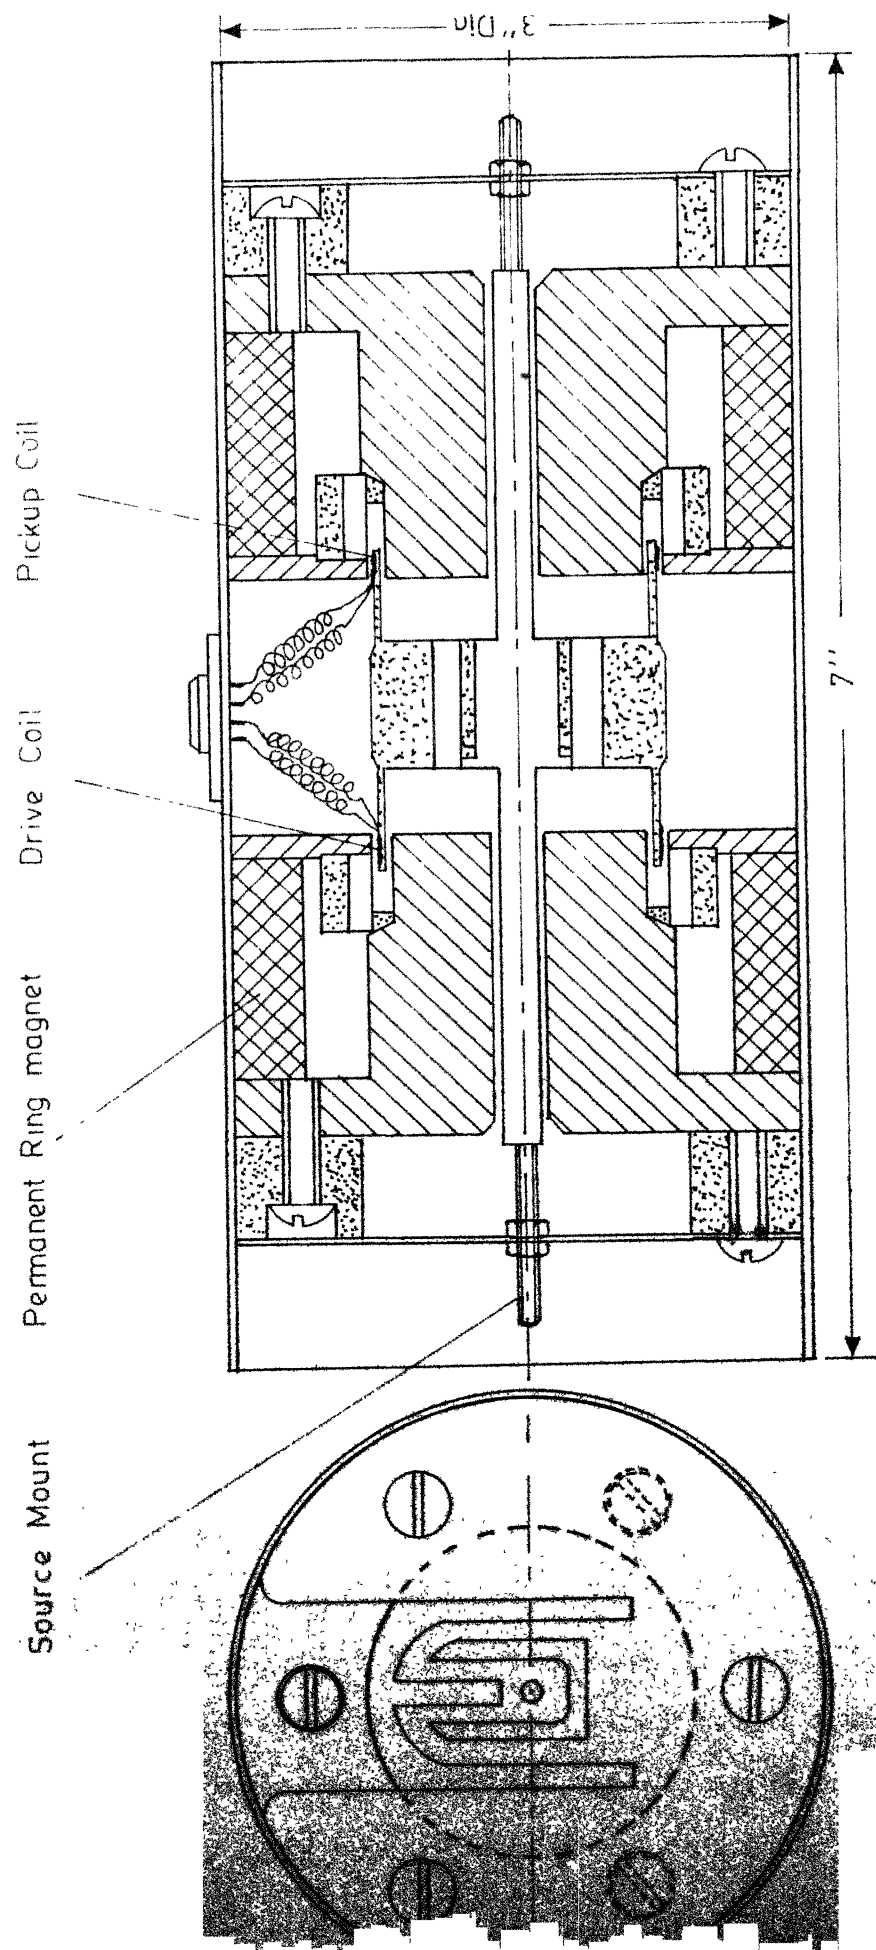 Source Mount
Permanent Ring magnet
Drive Coil
Pickup Coil
3" Dia
7"